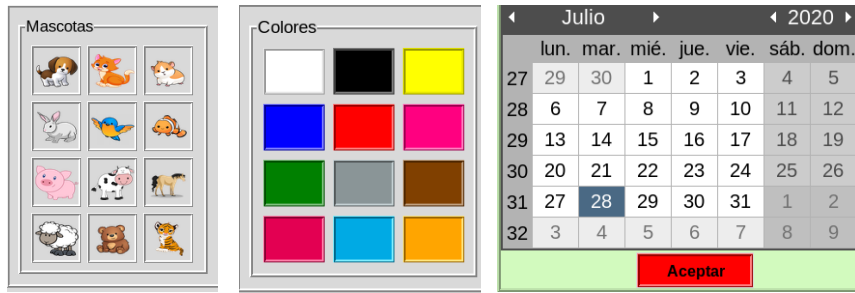 Mascotas
Colores
Julio 2020
lun. mar. mié. jue. vie. sáb. dom.
27 29 30 1 2 3 4 5
28 6 7 8 9 10 11 12
29 13 14 15 16 17 18 19
30 20 21 22 23 24 25 26
31 27 28 29 30 31 1 2
32 3 4 5 6 7 8 9
Aceptar